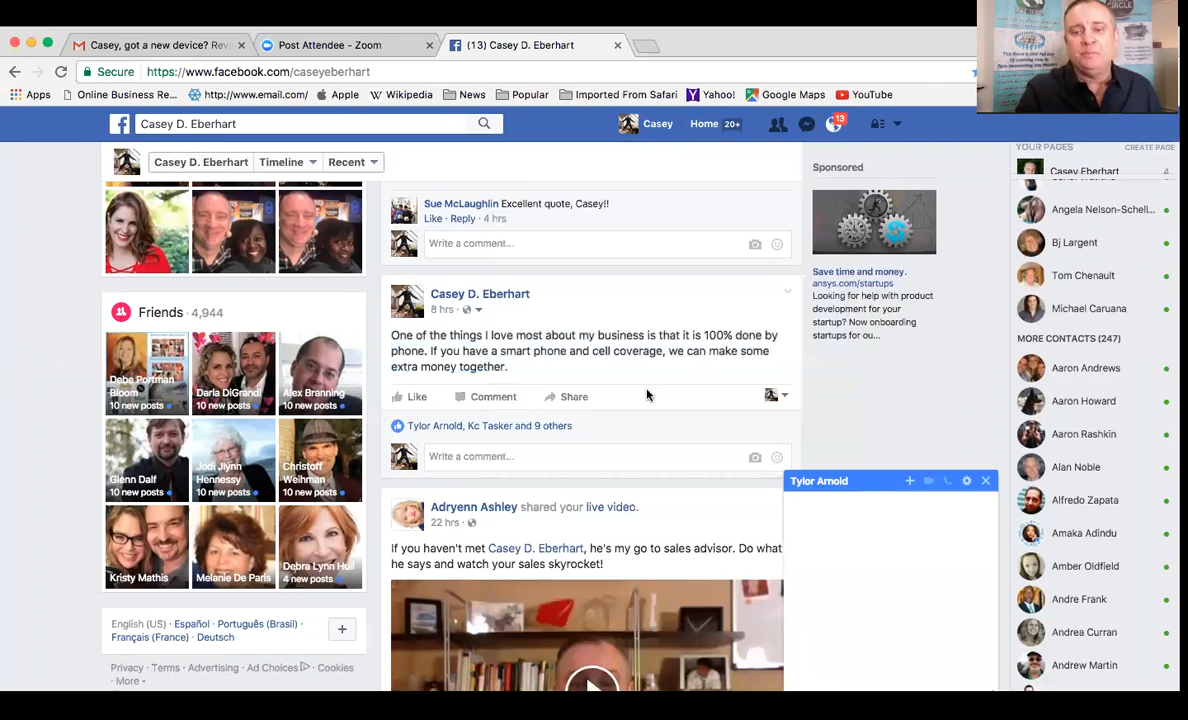 Casey, got a new device? Revi
Post Attendee - Zoom
(13) Casey D. Eberhart
Secure
https://www.facebook.com/caseyeberhart
Apps
Online Business Re...
http://www.email.com/
Apple
Wikipedia
News
Popular
Imported From Safari
Yahoo!
Google Maps
YouTube
Casey D. Eberhart
Casey
Home 20+
13
Casey D. Eberhart
Timeline
Recent
Friends · 4,944
Debe Portman
Bloom
10 new posts
Darla DiGrandi
10 new posts
Alex Branning
10 new posts
Glenn Dalf
10 new posts
Jodi Jlynn
Hennessy
10 new posts
Christoff
Weihman
10 new posts
Kristy Mathis
Melanie De Paris
Debra Lynn Hull
4 new posts
English (US) · Español · Português (Brasil) ·
Français (France) · Deutsch
Privacy · Terms · Advertising · Ad Choices
· Cookies
· More
Sue McLaughlin Excellent quote, Casey!!
Like · Reply · 4 hrs
Write a comment...
Casey D. Eberhart
8 hrs ·
One of the things I love most about my business is that it is 100% done by
phone. If you have a smart phone and cell coverage, we can make some
extra money together.
Like
Comment
Share
Tylor Arnold, Kc Tasker and 9 others
Write a comment...
Adryenn Ashley shared your live video.
22 hrs ·
If you haven't met Casey D. Eberhart, he's my go to sales advisor. Do what
he says and watch your sales skyrocket!
Sponsored
Save time and money.
ansys.com/startups
Looking for help with product
development for your
startup? Now onboarding
startups for ou...
Tylor Arnold
YOUR PAGES
CREATE PAGE
Casey Eberhart
4
Angela Nelson-Schell...
Bj Largent
Tom Chenault
Michael Caruana
MORE CONTACTS (247)
Aaron Andrews
Aaron Howard
Aaron Rashkin
Alan Noble
Alfredo Zapata
Amaka Adindu
Amber Oldfield
Andre Frank
Andrea Curran
Andrew Martin